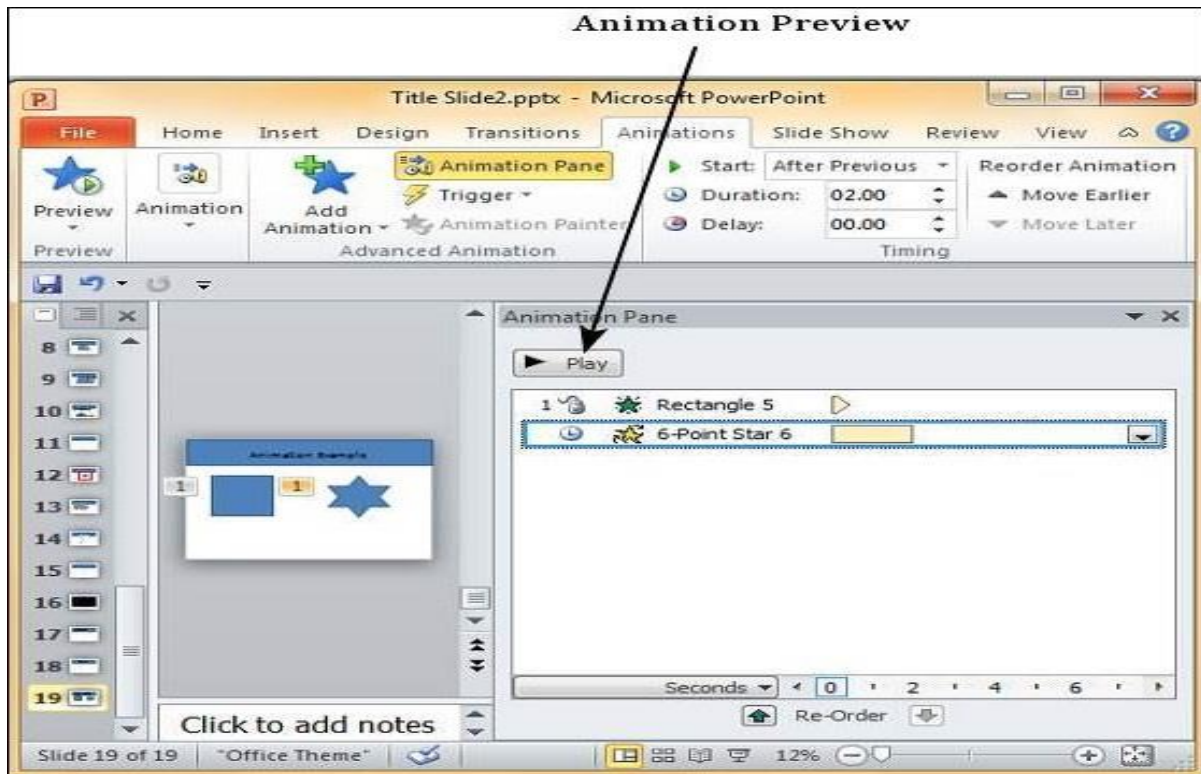 Animation Preview
P
Title Slide2.pptx - Microsoft PowerPoint
File Home Insert Design Transitions Animations Slide Show Review View
Preview
Animation
Add Animation
Animation Pane
Trigger
Animation Painter
Start: After Previous
Duration: 02.00
Delay: 00.00
Reorder Animation
Move Earlier
Move Later
Preview Advanced Animation Timing
Animation Pane
Play
1 Rectangle 5
6-Point Star 6
8
9
10
11
12
13
14
15
16
17
18
19
Animation Example
1 1
Seconds 0 2 4 6
Re-Order
Click to add notes
Slide 19 of 19 "Office Theme" 12%